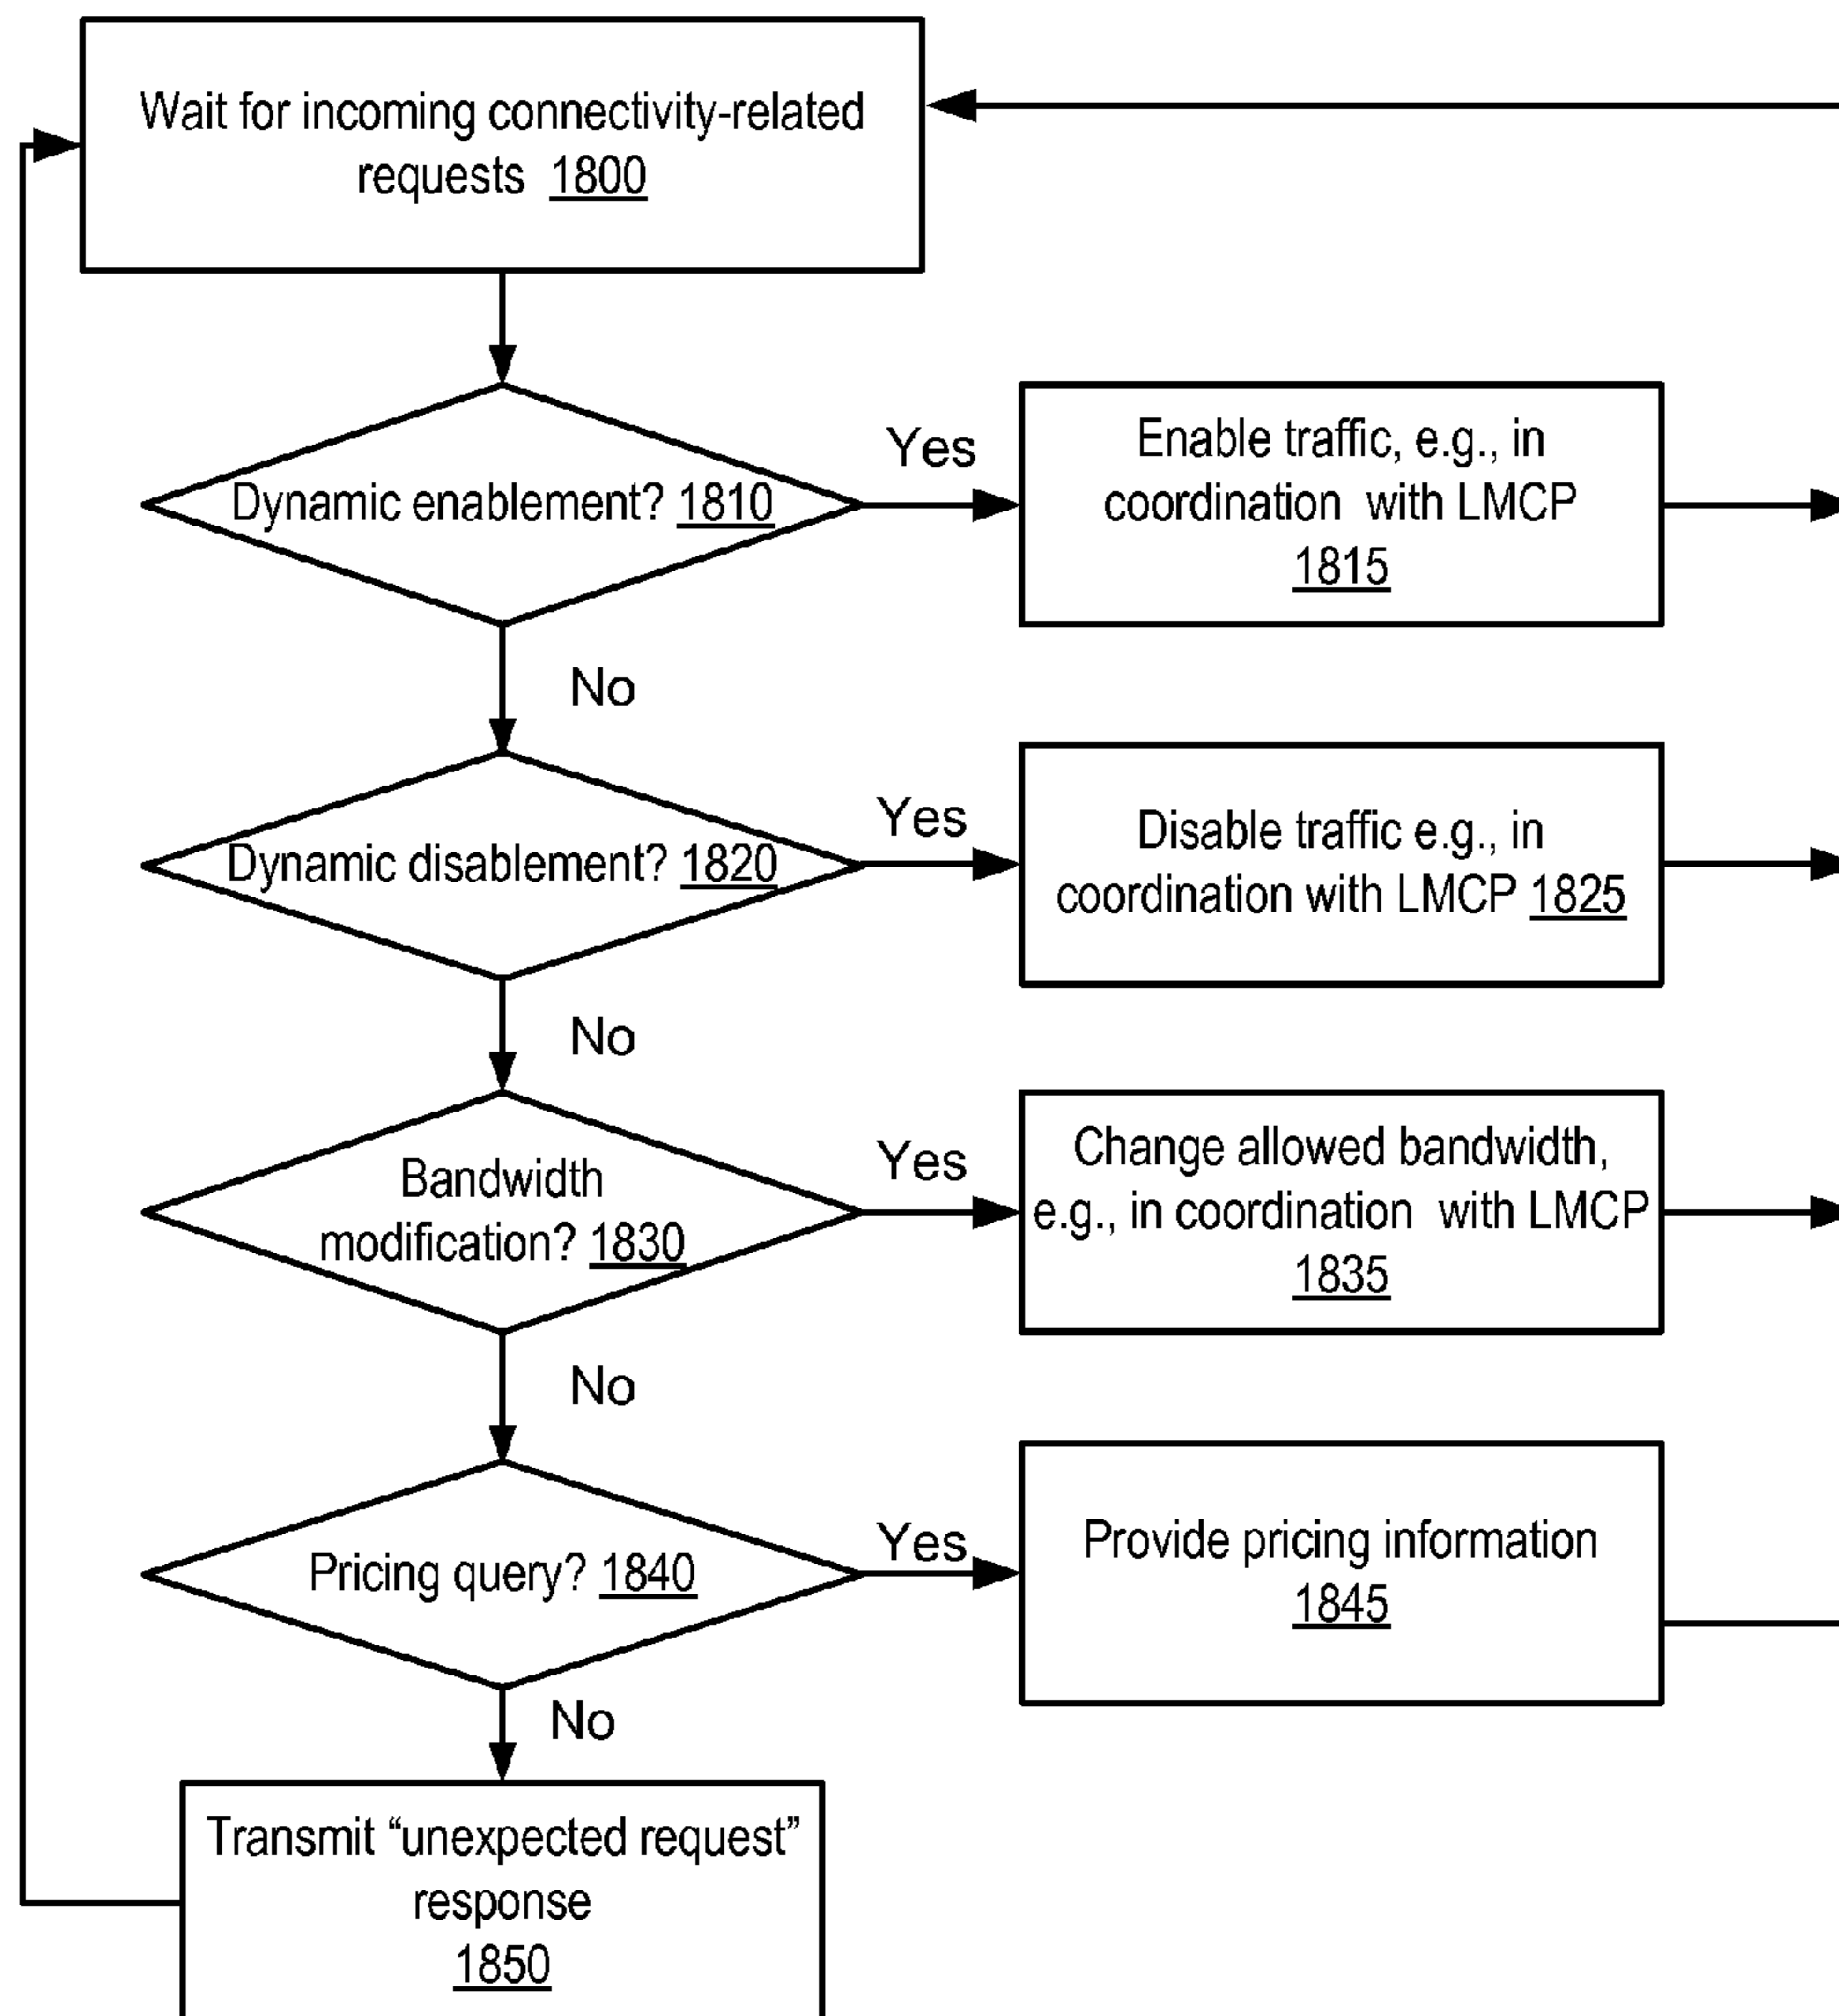 Wait for incoming connectivity-related
requests 1800
Dynamic enablement? 1810
Yes
Enable traffic, e.g., in
coordination with LMCP
1815
No
Dynamic disablement? 1820
Yes
Disable traffic e.g., in
coordination with LMCP 1825
No
Bandwidth
modification? 1830
Yes
Change allowed bandwidth,
e.g., in coordination with LMCP
1835
No
Pricing query? 1840
Yes
Provide pricing information
1845
No
Transmit “unexpected request”
response
1850